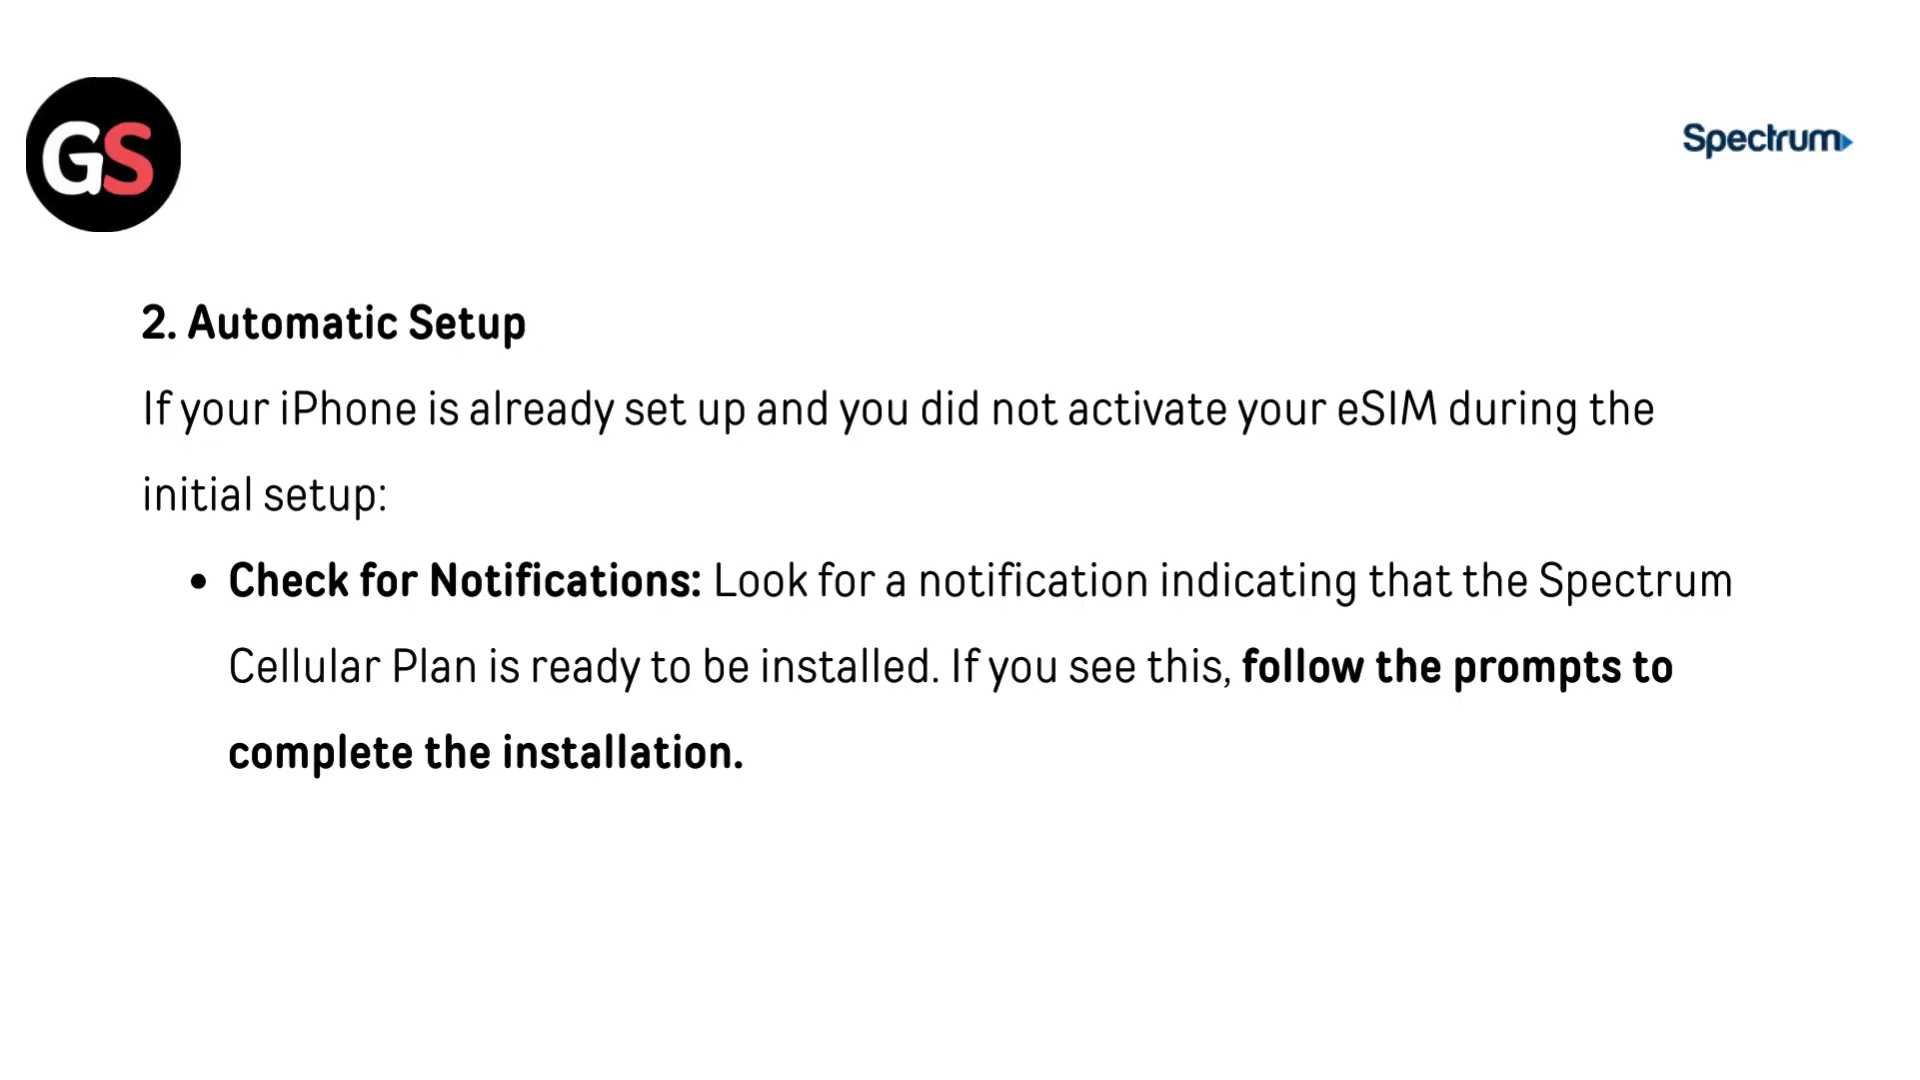 GS
Spectrum
2. Automatic Setup
If your iPhone is already set up and you did not activate your eSIM during the
initial setup:
• Check for Notifications: Look for a notification indicating that the Spectrum
Cellular Plan is ready to be installed. If you see this, follow the prompts to
complete the installation.